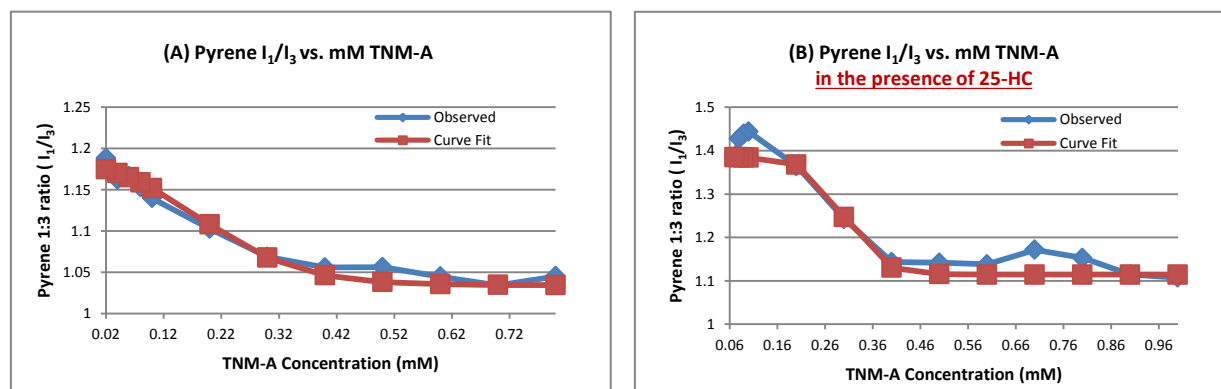 (A) Pyrene I₁/I₃ vs. mM TNM-A
1.25
1.2
1.15
1.1
1.05
1
Pyrene 1:3 ratio ( I₁/I₃)
Observed
Curve Fit
0.02 0.12 0.22 0.32 0.42 0.52 0.62 0.72
TNM-A Concentration (mM)
(B) Pyrene I₁/I₃ vs. mM TNM-A
in the presence of 25-HC
1.5
1.4
1.3
1.2
1.1
1
Pyrene 1:3 ratio ( I₁/I₃)
Observed
Curve Fit
0.06 0.16 0.26 0.36 0.46 0.56 0.66 0.76 0.86 0.96
TNM-A Concentration (mM)